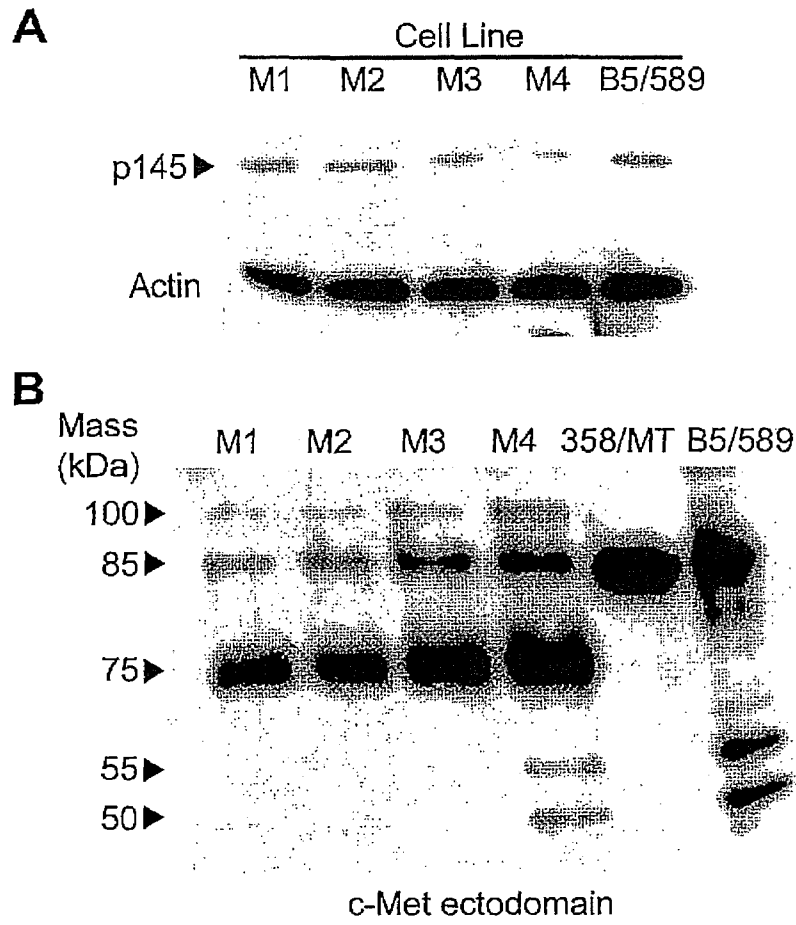 A
Cell Line
M1 M2 M3 M4 B5/589
p145
Actin
B
Mass
(kDa)
M1 M2 M3 M4 358/MT B5/589
100
85
75
55
50
c-Met ectodomain